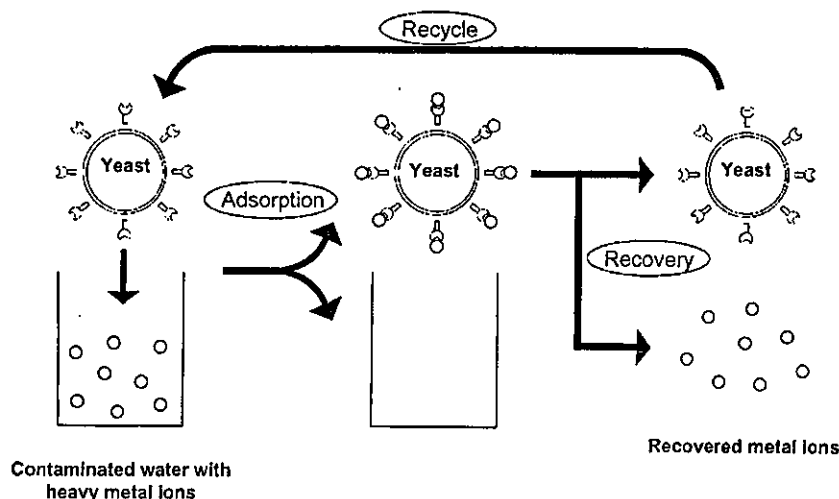 Recycle
Yeast
Yeast
Yeast
Adsorption
Recovery
Contaminated water with
heavy metal ions
Recovered metal ions